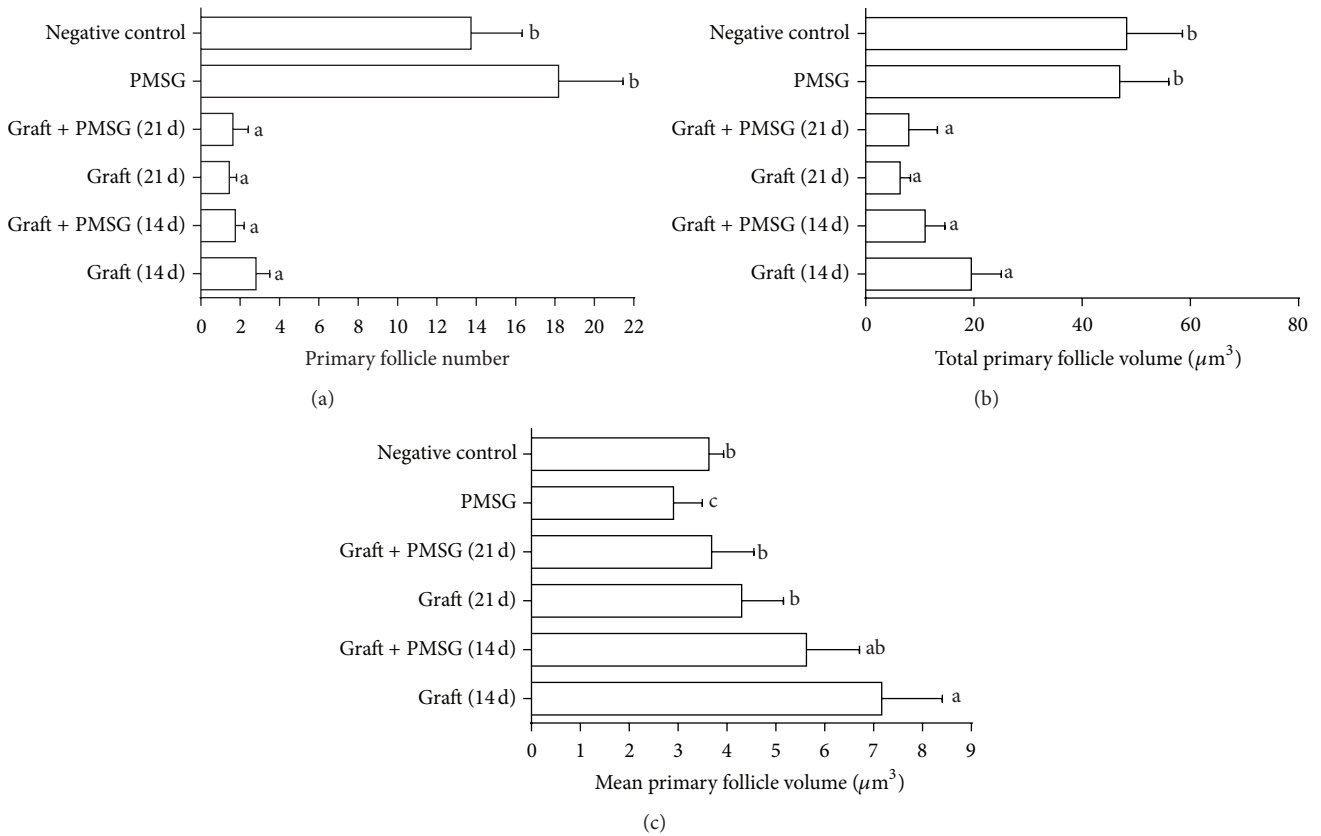 Negative control
b
PMSG
b
Graft + PMSG (21 d)
a
Graft (21 d)
a
Graft + PMSG (14 d)
a
Graft (14 d)
a
0 2 4 6 8 10 12 14 16 18 20 22
Primary follicle number
(a)
Negative control
b
PMSG
b
Graft + PMSG (21 d)
a
Graft (21 d)
a
Graft + PMSG (14 d)
a
Graft (14 d)
a
0 20 40 60 80
Total primary follicle volume (μm³)
(b)
Negative control
b
PMSG
c
Graft + PMSG (21 d)
b
Graft (21 d)
b
Graft + PMSG (14 d)
ab
Graft (14 d)
a
0 1 2 3 4 5 6 7 8 9
Mean primary follicle volume (μm³)
(c)